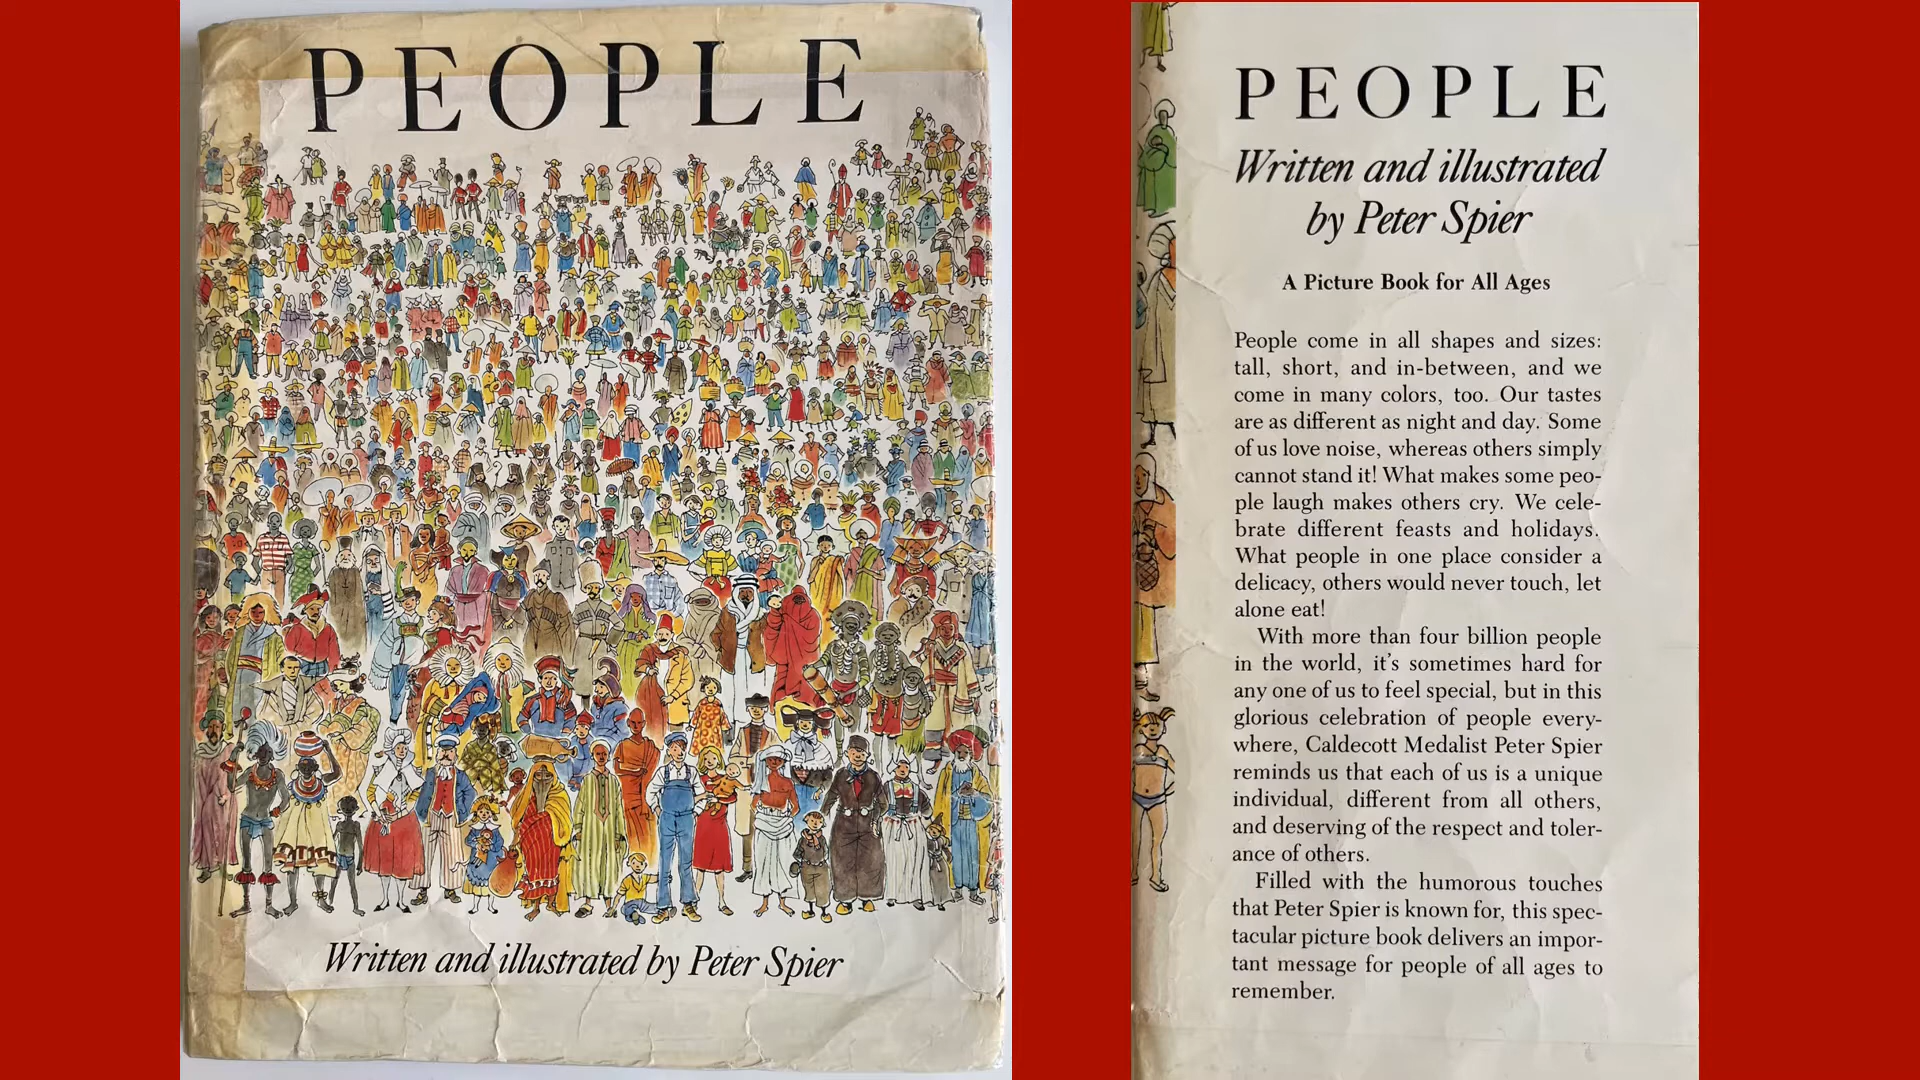 PEOPLE
Written and illustrated by Peter Spier
PEOPLE
Written and illustrated
by Peter Spier
A Picture Book for All Ages
People come in all shapes and sizes:
tall, short, and in-between, and we
come in many colors, too. Our tastes
are as different as night and day. Some
of us love noise, whereas others simply
cannot stand it! What makes some peo-
ple laugh makes others cry. We cele-
brate different feasts and holidays.
What people in one place consider a
delicacy, others would never touch, let
alone eat!
With more than four billion people
in the world, it's sometimes hard for
any one of us to feel special, but in this
glorious celebration of people every-
where, Caldecott Medalist Peter Spier
reminds us that each of us is a unique
individual, different from all others,
and deserving of the respect and toler-
ance of others.
Filled with the humorous touches
that Peter Spier is known for, this spec-
tacular picture book delivers an impor-
tant message for people of all ages to
remember.